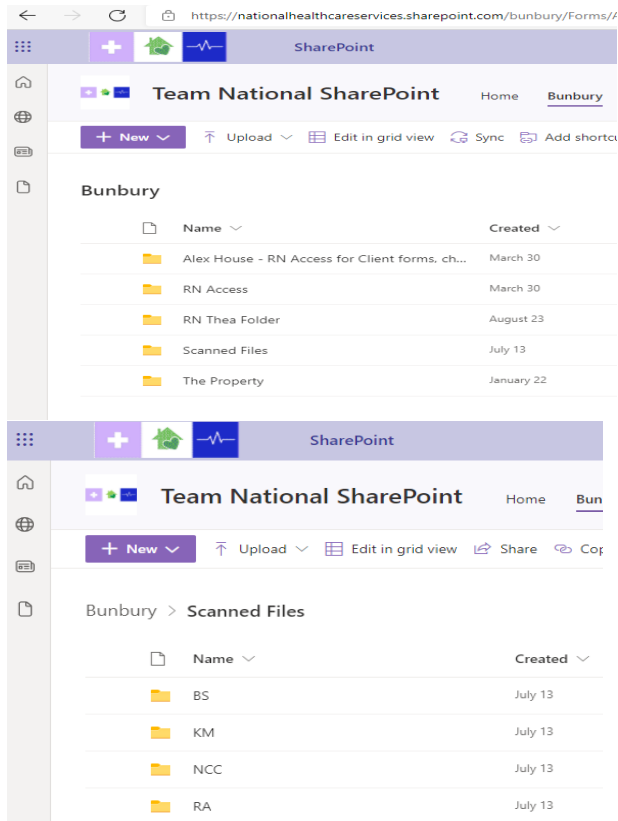 https://nationalhealthcareservices.sharepoint.com/bunbury/Forms/
SharePoint
Team National SharePoint Home Bunbury
New Upload Edit in grid view Sync Add shortcu
Bunbury
Name Created
Alex House - RN Access for Client forms, ch... March 30
RN Access March 30
RN Thea Folder August 23
Scanned Files July 13
The Property January 22
SharePoint
Team National SharePoint Home Bun
New Upload Edit in grid view Share Cop
Bunbury > Scanned Files
Name Created
BS July 13
KM July 13
NCC July 13
RA July 13